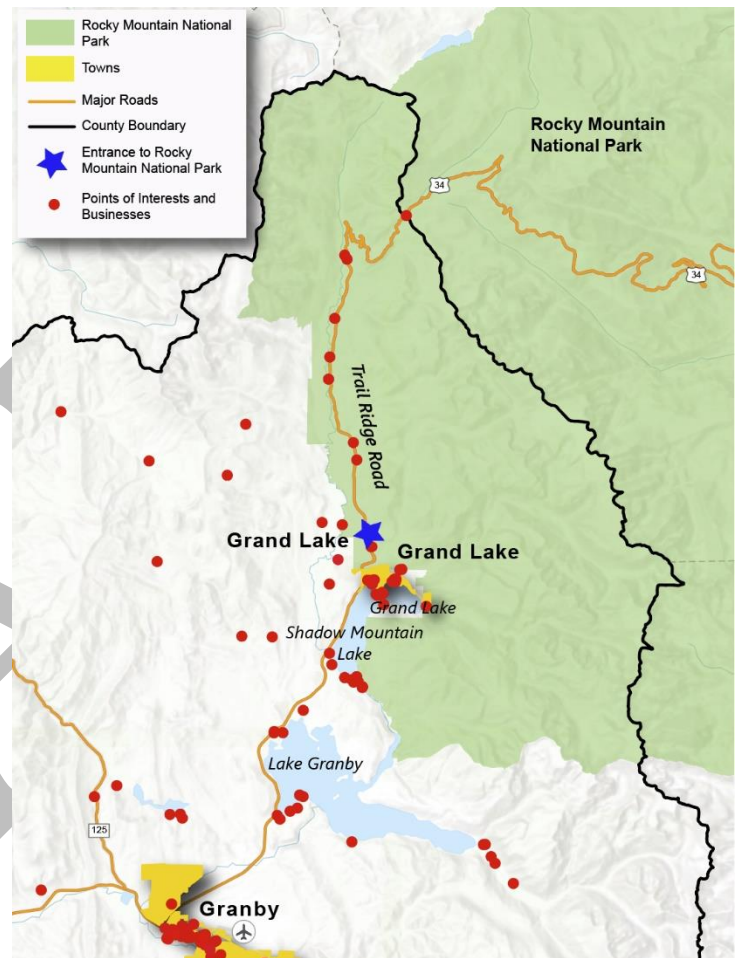 Rocky Mountain National
Park
Towns
Major Roads
County Boundary
Entrance to Rocky
Mountain National Park
Points of Interests and
Businesses
Rocky Mountain
National Park
34
34
Trail Ridge Road
Grand Lake
Grand Lake
Grand Lake
Shadow Mountain
Lake
Lake Granby
125
Granby